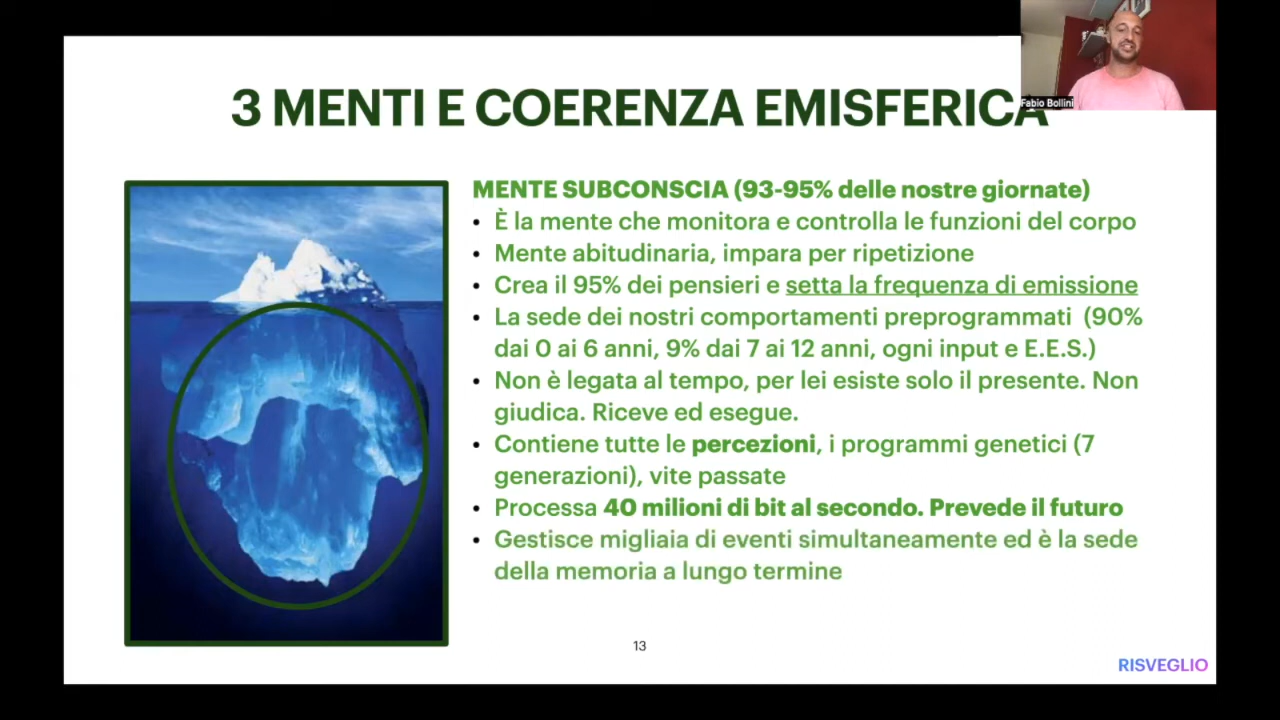 3 MENTI E COERENZA EMISFERICA
Fabio Bollini
MENTE SUBCONSCIA (93-95% delle nostre giornate)
• È la mente che monitora e controlla le funzioni del corpo
• Mente abitudinaria, impara per ripetizione
• Crea il 95% dei pensieri e setta la frequenza di emissione
• La sede dei nostri comportamenti preprogrammati (90%
dai 0 ai 6 anni, 9% dai 7 ai 12 anni, ogni input e E.E.S.)
• Non è legata al tempo, per lei esiste solo il presente. Non
giudica. Riceve ed esegue.
• Contiene tutte le percezioni, i programmi genetici (7
generazioni), vite passate
• Processa 40 milioni di bit al secondo. Prevede il futuro
• Gestisce migliaia di eventi simultaneamente ed è la sede
della memoria a lungo termine
13
RISVEGLIO